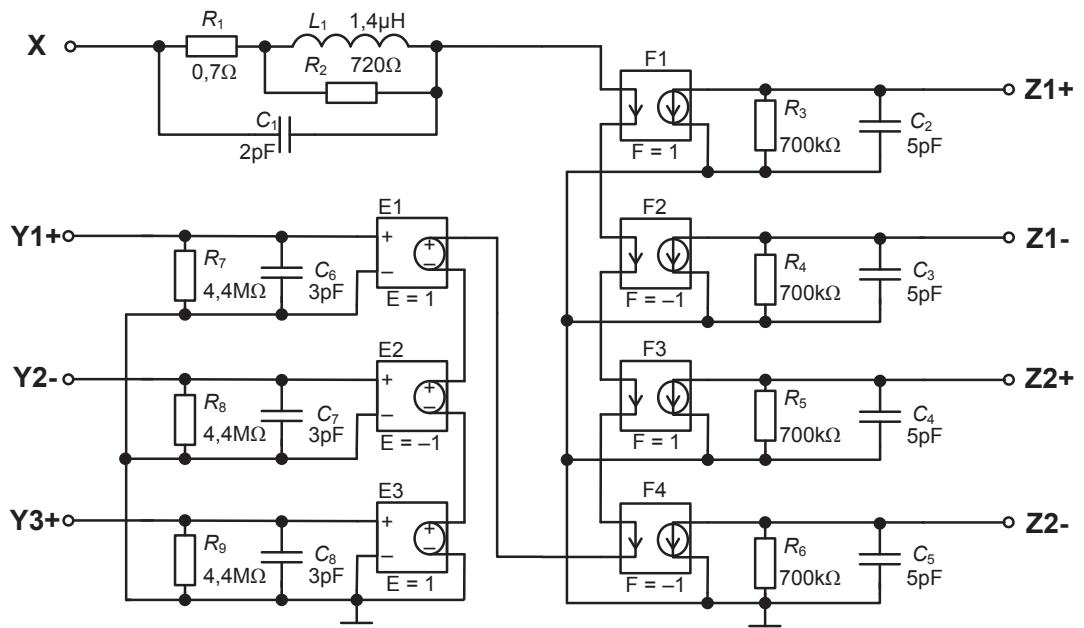 X
R1
0,7Ω
L1
1,4μH
R2
720Ω
C1
2pF
F1
F = 1
R3
700kΩ
C2
5pF
Z1+
Y1+
R7
4,4MΩ
C6
3pF
E1
+
–
+
–
E = 1
F2
F = –1
R4
700kΩ
C3
5pF
Z1-
Y2-
R8
4,4MΩ
C7
3pF
E2
+
–
+
–
E = –1
F3
F = 1
R5
700kΩ
C4
5pF
Z2+
Y3+
R9
4,4MΩ
C8
3pF
E3
+
–
+
–
E = 1
F4
F = –1
R6
700kΩ
C5
5pF
Z2-